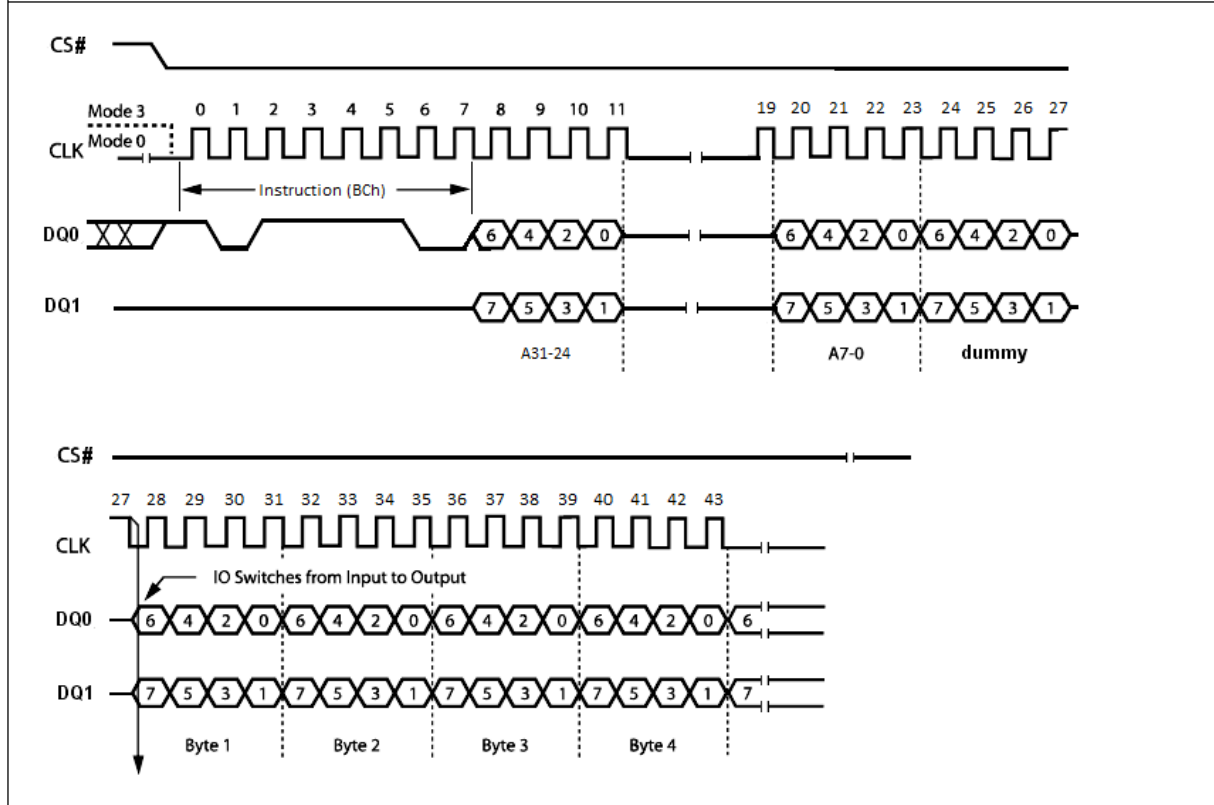 CS#
Mode 3 0 1 2 3 4 5 6 7 8 9 10 11 19 20 21 22 23 24 25 26 27
Mode 0
CLK
Instruction (BCh)
DQ0 6 4 2 0 6 4 2 0 6 4 2 0
DQ1 7 5 3 1 7 5 3 1 7 5 3 1
A31-24 A7-0 dummy
CS#
27 28 29 30 31 32 33 34 35 36 37 38 39 40 41 42 43
CLK
IO Switches from Input to Output
DQ0 6 4 2 0 6 4 2 0 6 4 2 0 6 4 2 0 6
DQ1 7 5 3 1 7 5 3 1 7 5 3 1 7 5 3 1 7
Byte 1 Byte 2 Byte 3 Byte 4